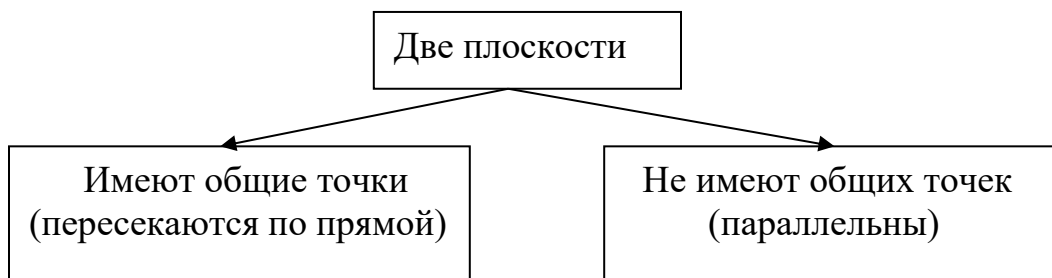 Две плоскости
Имеют общие точки
(пересекаются по прямой)
Не имеют общих точек
(параллельны)